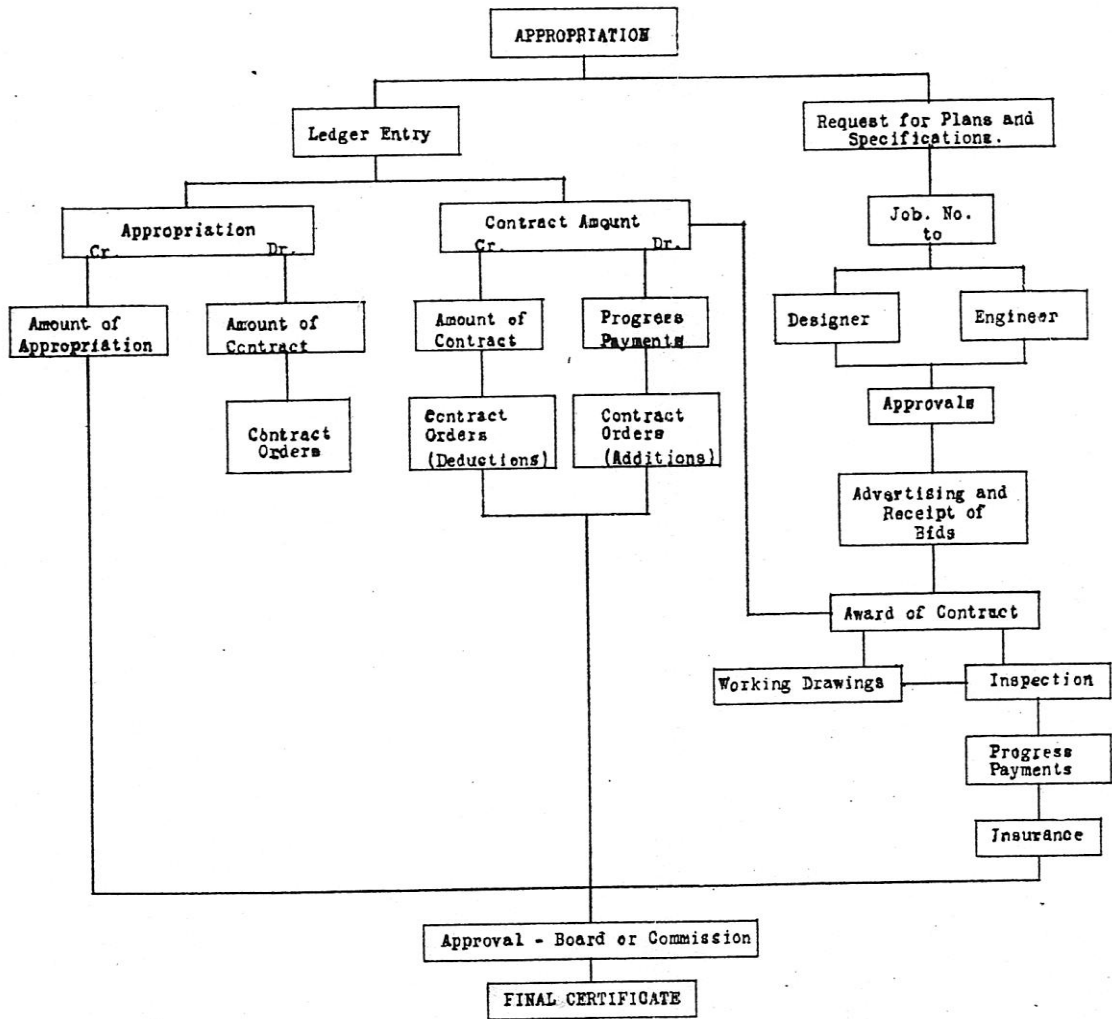 APPROPRIATION
Ledger Entry
Request for Plans and
Specifications.
Appropriation
Cr. Dr.
Contract Amount
Cr. Dr.
Job. No.
to
Amount of
Appropriation
Amount of
Contract
Amount of
Contract
Progress
Payments
Designer
Engineer
Approvals
Contract
Orders
Contract
Orders
(Deductions)
Contract
Orders
(Additions)
Advertising and
Receipt of
Bids
Award of Contract
Working Drawings
Inspection
Progress
Payments
Insurance
Approval - Board or Commission
FINAL CERTIFICATE